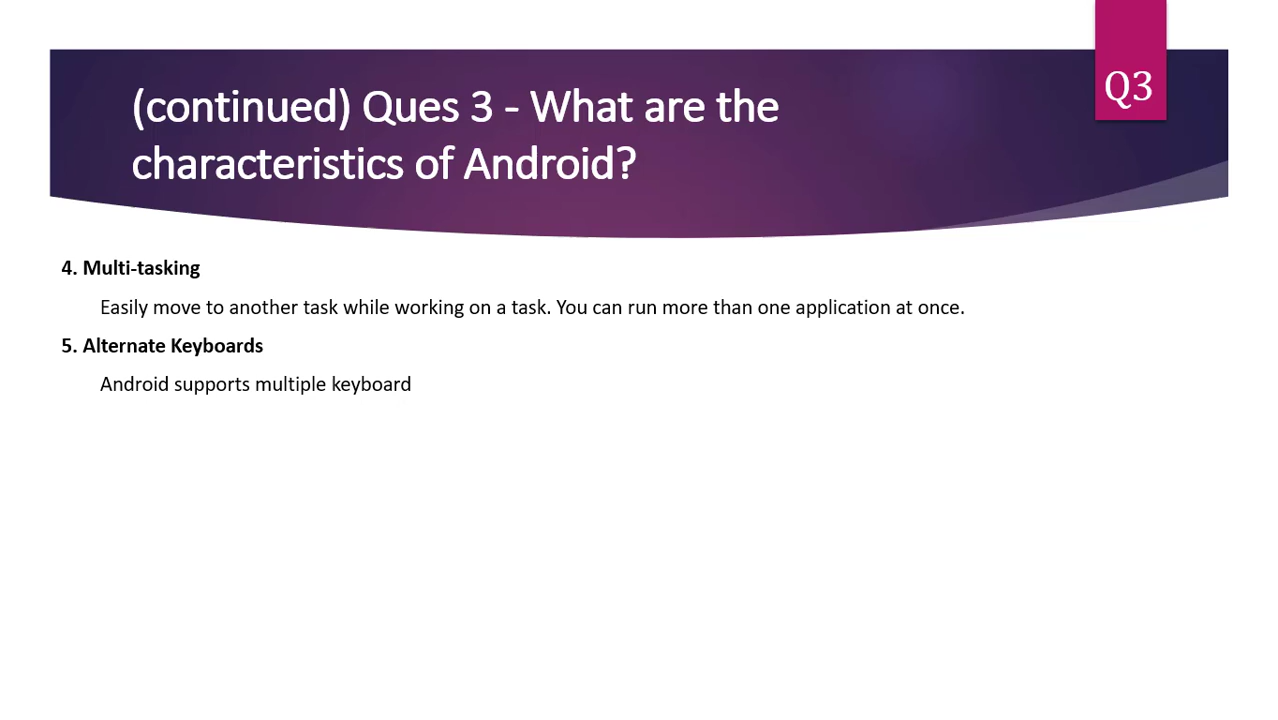 Q3
(continued) Ques 3 - What are the
characteristics of Android?
4. Multi-tasking
Easily move to another task while working on a task. You can run more than one application at once.
5. Alternate Keyboards
Android supports multiple keyboard